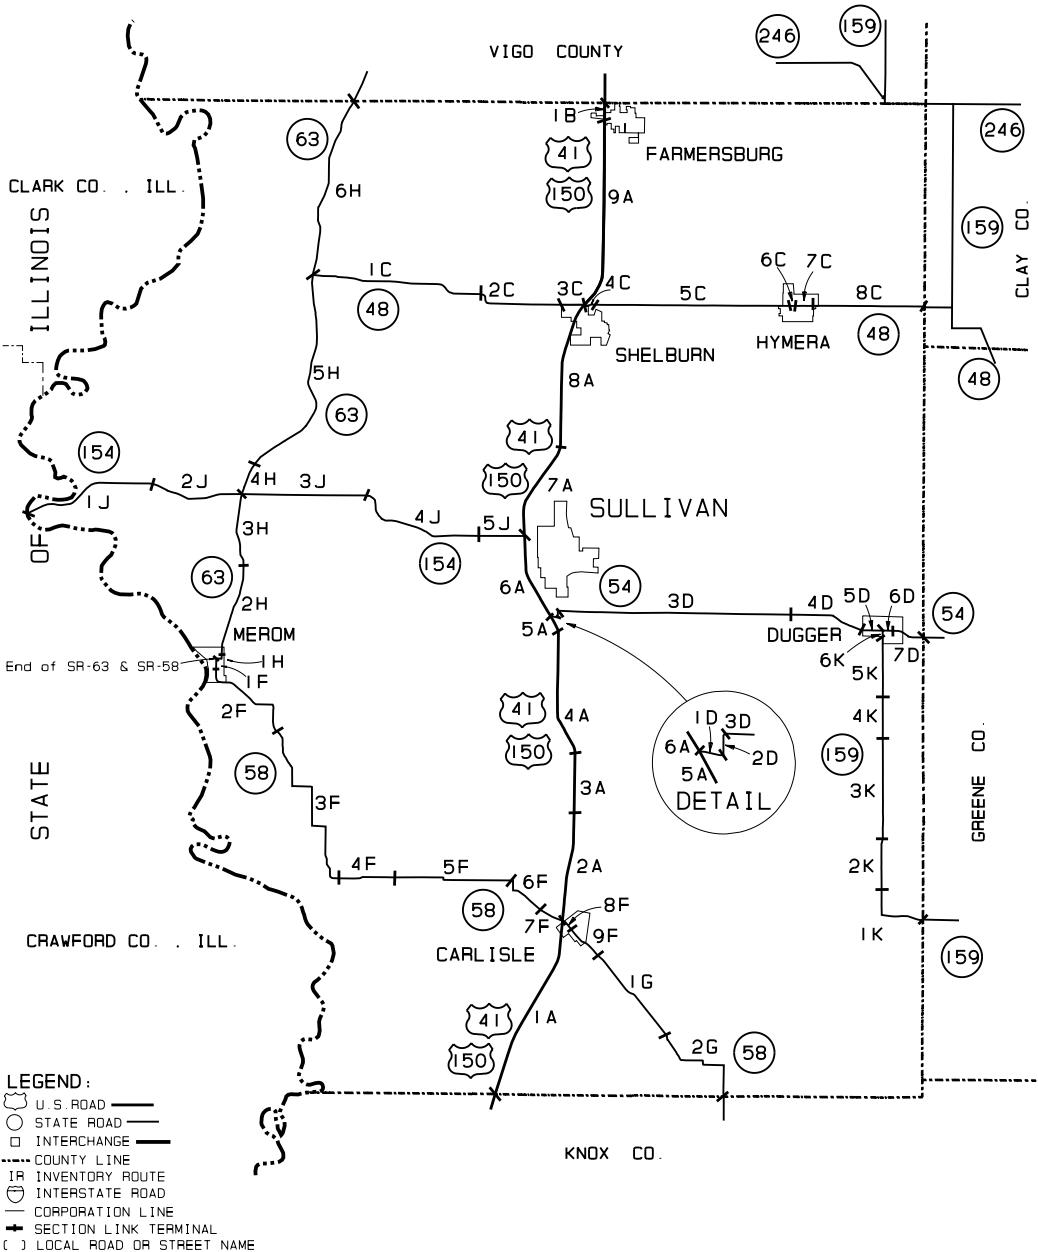 159
246
VIGO COUNTY
1B
63
246
41
FARMERSBURG
CLARK CO., ILL.
6H
150
9A
159
CLAY CO.
ILLINOIS
1C
6C
7C
2C
3C
4C
5C
8C
48
48
HYMERA
SHELBURN
5H
8A
48
63
41
154
4H
150
2J
3J
7A
1J
SULLIVAN
4J
5J
3H
OF
154
63
6A
54
2H
3D
4D
5D
6D
54
MEROM
5A
DUGGER
6K
7D
End of SR-63 & SR-58
1H
1F
5K
2F
41
4A
1D
3D
4K
150
6A
2D
159
GREENE CO.
58
5A
3A
3K
STATE
3F
DETAIL
4F
5F
2A
2K
6F
58
8F
7F
9F
1K
CRAWFORD CO., ILL.
CARLISLE
159
1G
41
1A
2G
58
150
LEGEND:
U.S.ROAD
STATE ROAD
INTERCHANGE
COUNTY LINE
KNOX CO.
IR INVENTORY ROUTE
INTERSTATE ROAD
CORPORATION LINE
SECTION LINK TERMINAL
( ) LOCAL ROAD OR STREET NAME